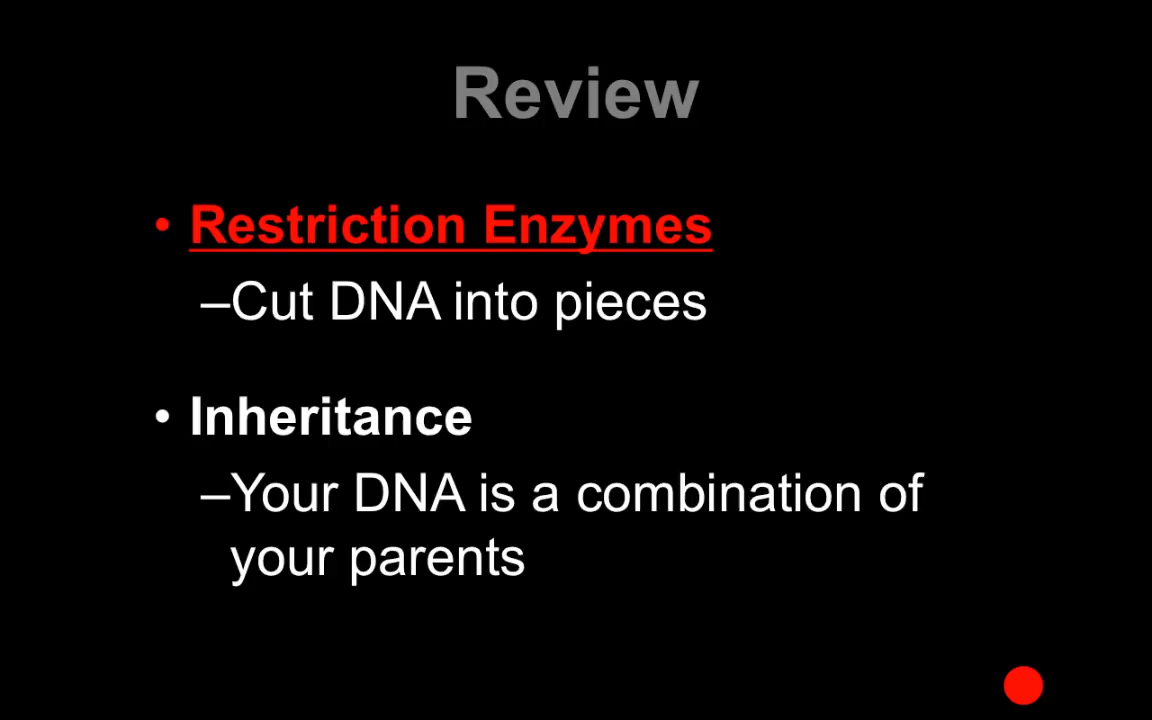 Review
• Restriction Enzymes
–Cut DNA into pieces
• Inheritance
–Your DNA is a combination of
your parents